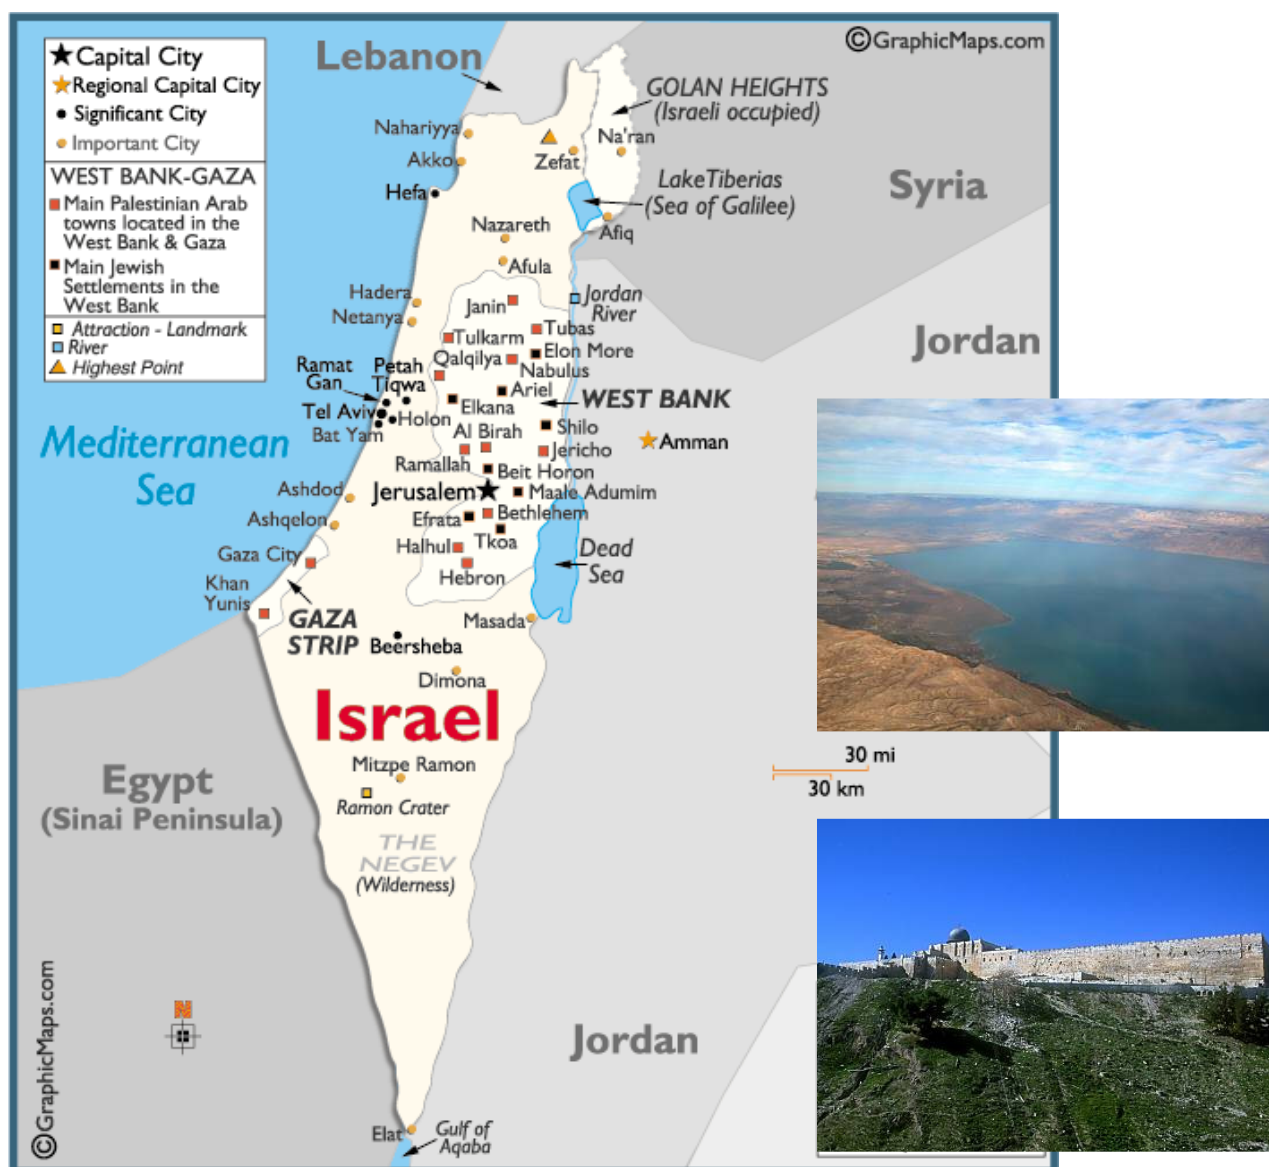 ©GraphicMaps.com
Capital City
Regional Capital City
Significant City
Important City
WEST BANK-GAZA
Main Palestinian Arab
towns located in the
West Bank & Gaza
Main Jewish
Settlements in the
West Bank
Attraction - Landmark
River
Highest Point
Lebanon
GOLAN HEIGHTS
(Israeli occupied)
Nahariyya
Na'ran
Akko
Zefat
Hefa
Lake Tiberias
(Sea of Galilee)
Syria
Nazareth
Afiq
Afula
Hadera
Janin
Jordan
River
Netanya
Tulkarm
Tubas
Jordan
Elon More
Qalqilya
Nabulus
Ramat
Gan
Petah
Tiqwa
Ariel
WEST BANK
Elkana
Tel Aviv
Holon
Shilo
Bat Yam
Al Birah
Amman
Mediterranean
Sea
Jericho
Ramallah
Beit Horon
Ashdod
Jerusalem
Maale Adumim
Ashqelon
Efrata
Bethlehem
Gaza City
Halhul
Tkoa
Dead
Sea
Khan
Yunis
Hebron
GAZA
STRIP
Masada
Beersheba
Dimona
Israel
Mitzpe Ramon
30 mi
30 km
Egypt
(Sinai Peninsula)
Ramon Crater
THE
NEGEV
(Wilderness)
©GraphicMaps.com
N
Jordan
Elat
Gulf of
Aqaba